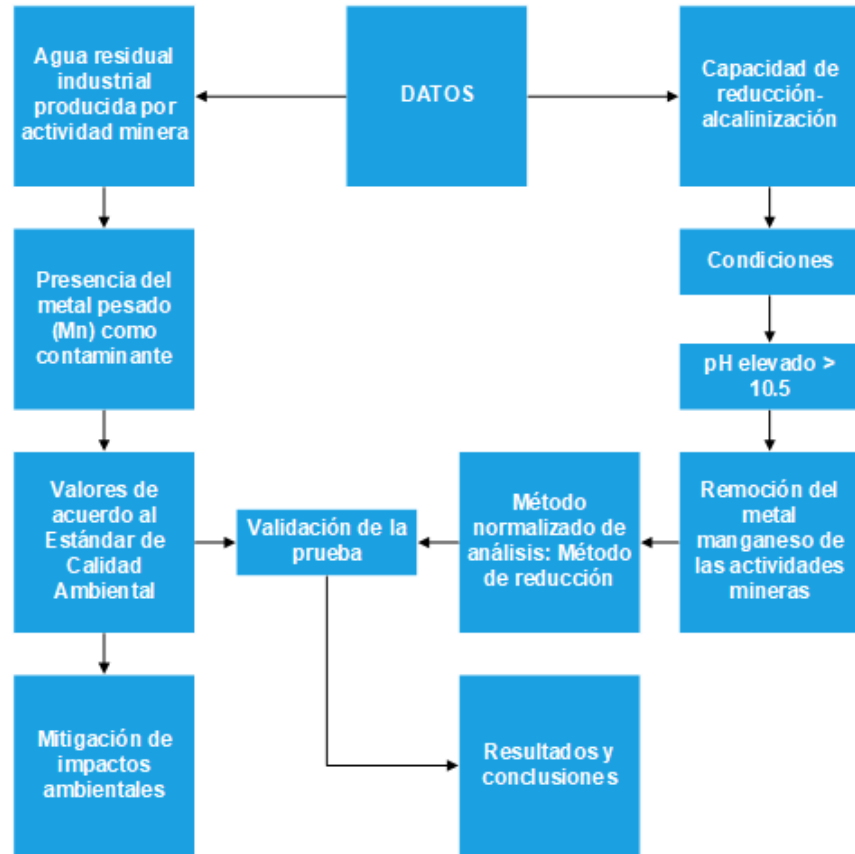 Agua residual
industrial
producida por
actividad minera
DATOS
Capacidad de
reducción-
alcalinización
Presencia del
metal pesado
(Mn) como
contaminante
Condiciones
pH elevado >
10.5
Valores de
acuerdo al
Estándar de
Calidad
Ambiental
Validación de la
prueba
Método
normalizado de
análisis: Método
de reducción
Remoción del
metal
manganeso de
las actividades
mineras
Mitigación de
impactos
ambientales
Resultados y
conclusiones